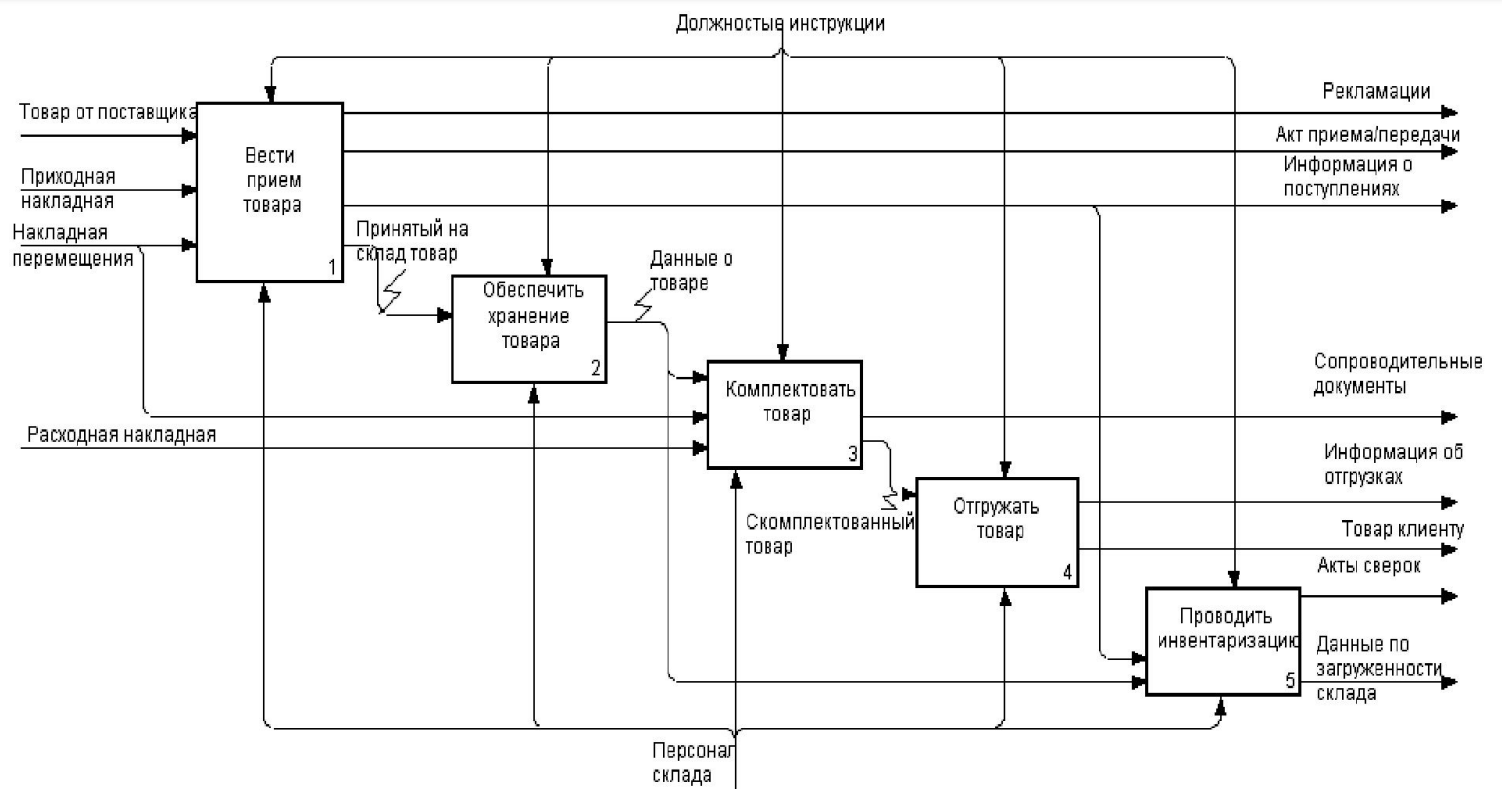 Должностые инструкции
Товар от поставщика
Приходная
накладная
Накладная
перемещения
Вести
прием
товара
1
Рекламации
Акт приема/передачи
Информация о
поступлениях
Принятый на
склад товар
Обеспечить
хранение
товара
2
Данные о
товаре
Расходная накладная
Комплектовать
товар
3
Сопроводительные
документы
Скомплектованный
товар
Отгружать
товар
4
Информация об
отгрузках
Товар клиенту
Акты сверок
Проводить
инвентаризацию
5
Данные по
загруженности
склада
Персонал
склада